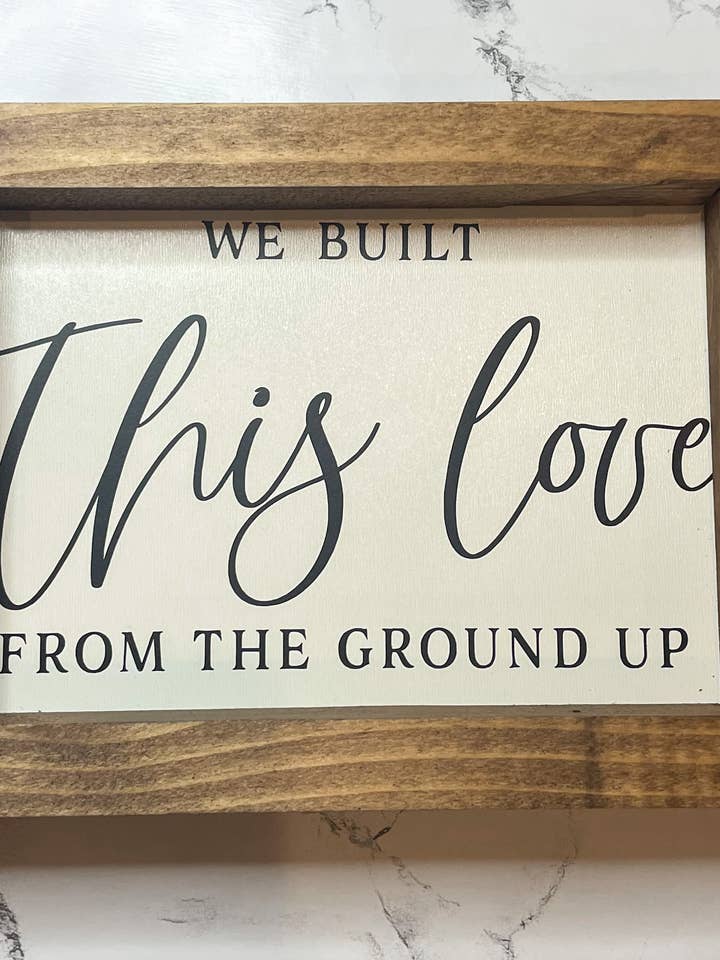 WE BUILT
This love
FROM THE GROUND UP